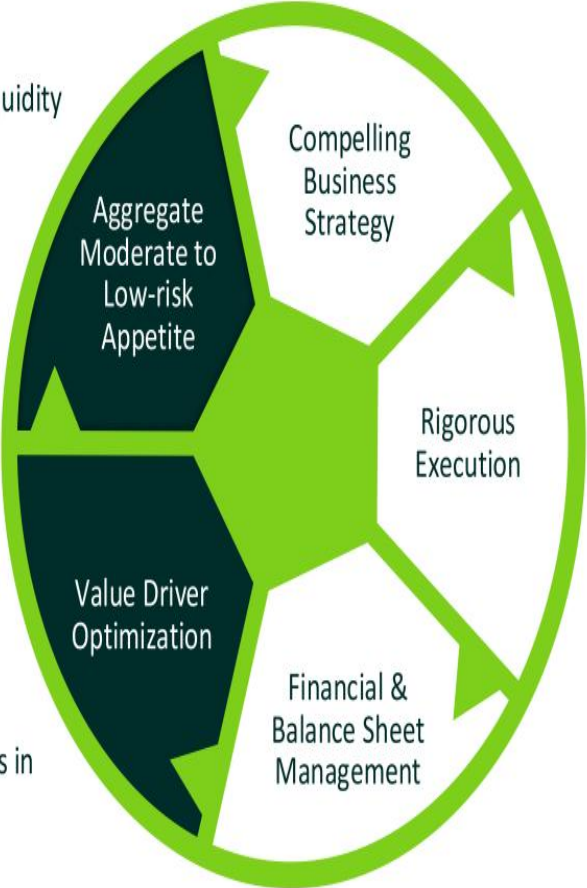 uidity
Compelling
Business
Strategy
Aggregate
Moderate to
Low-risk
Appetite
Rigorous
Execution
Value Driver
Optimization
Financial &
Balance Sheet
Management
s in